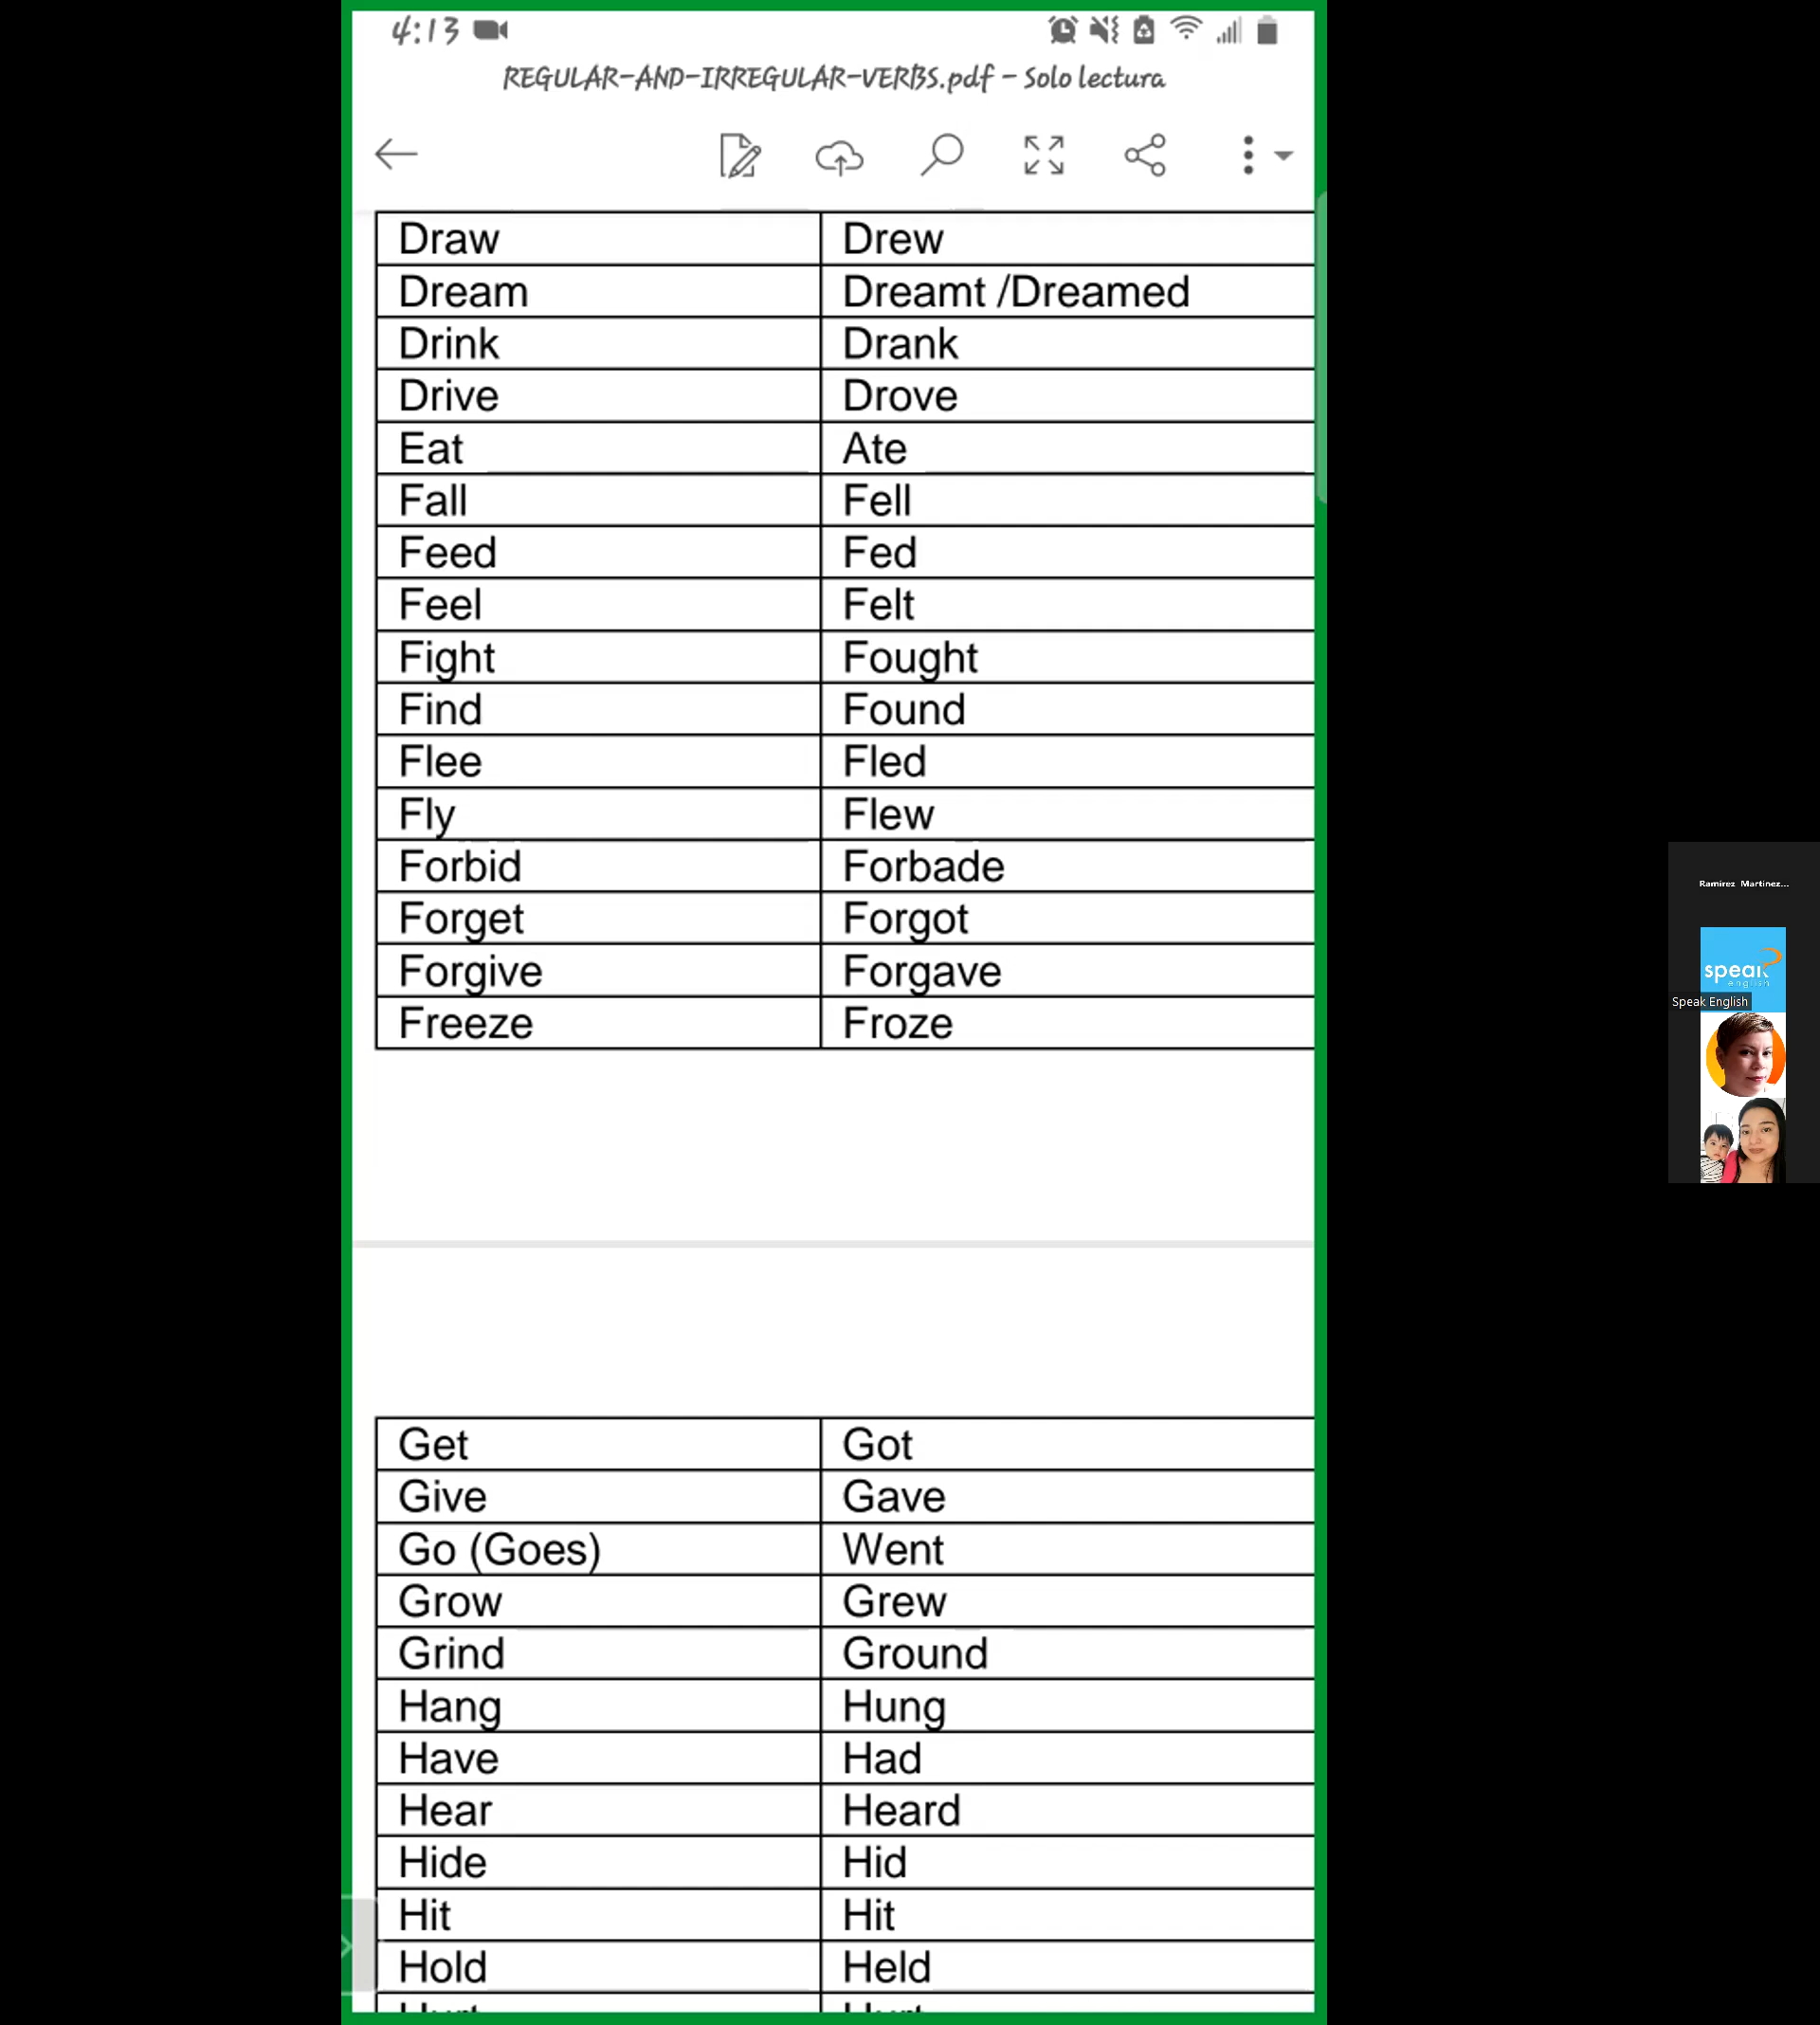 4:13
REGULAR-AND-IRREGULAR-VERBS.pdf - Solo lectura
Draw Drew
Dream Dreamt /Dreamed
Drink Drank
Drive Drove
Eat Ate
Fall Fell
Feed Fed
Feel Felt
Fight Fought
Find Found
Flee Fled
Fly Flew
Forbid Forbade
Forget Forgot
Forgive Forgave
Freeze Froze
Get Got
Give Gave
Go (Goes) Went
Grow Grew
Grind Ground
Hang Hung
Have Had
Hear Heard
Hide Hid
Hit Hit
Hold Held
Ramirez Martinez...
speak
english
Speak English